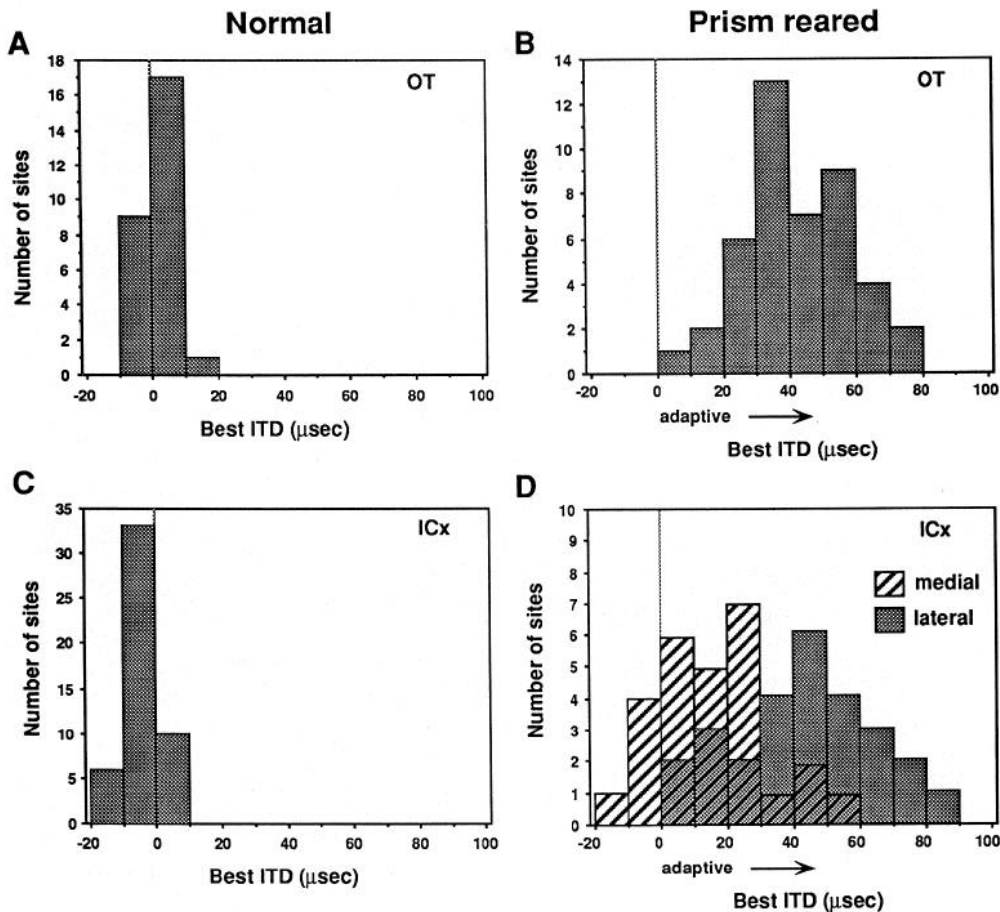 Normal
Prism reared
A
OT
18
16
14
12
10
8
6
4
2
0
Number of sites
-20 0 20 40 60 80 100
Best ITD (μsec)
B
OT
14
12
10
8
6
4
2
0
Number of sites
-20 0 20 40 60 80 100
adaptive
Best ITD (μsec)
C
ICx
35
30
25
20
15
10
5
0
Number of sites
-20 0 20 40 60 80 100
Best ITD (μsec)
D
ICx
medial
lateral
10
9
8
7
6
5
4
3
2
1
0
Number of sites
-20 0 20 40 60 80 100
adaptive
Best ITD (μsec)